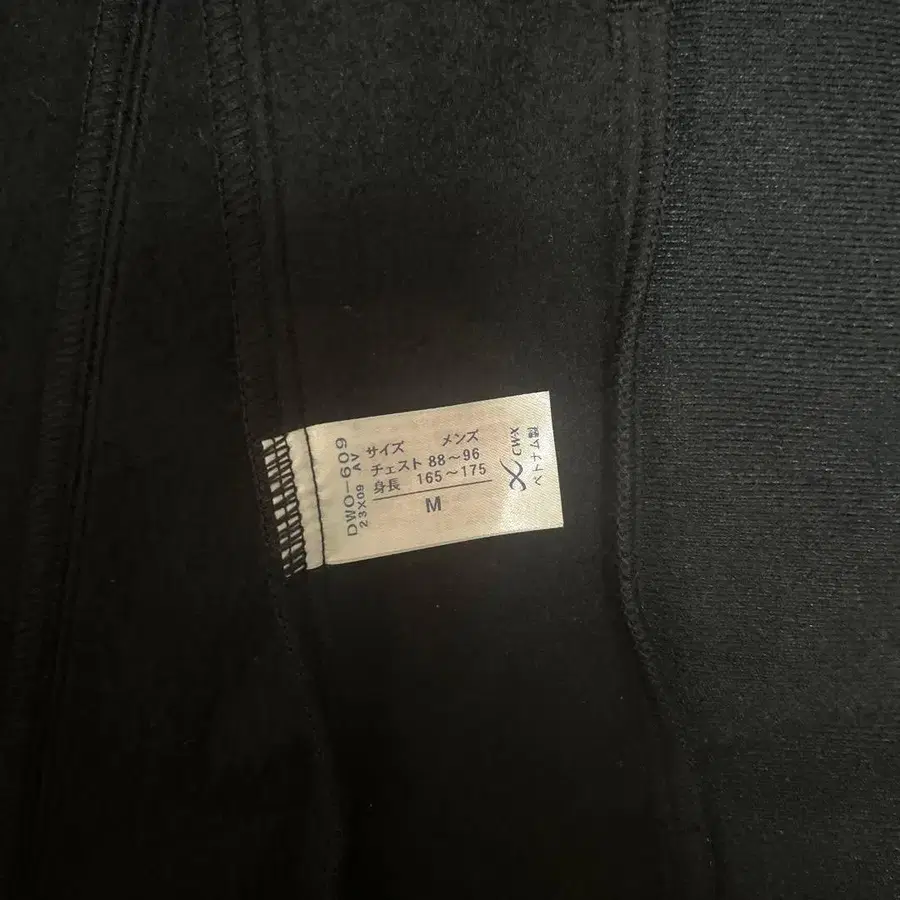 DWO-609
23X09 AV
サイズ メンズ
チェスト 88~96
身長 165~175
M
CW-X
ベトナム製